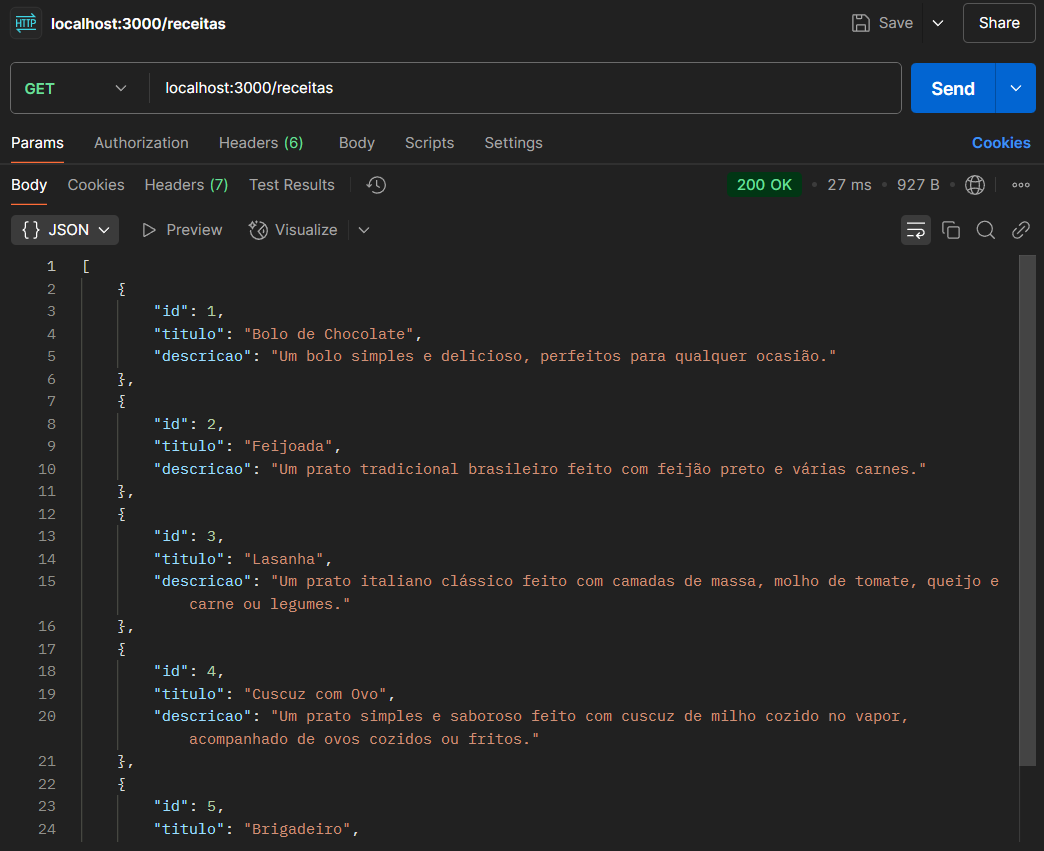 HTTP localhost:3000/receitas Save Share
GET localhost:3000/receitas Send
Params Authorization Headers (6) Body Scripts Settings Cookies
Body Cookies Headers (7) Test Results 200 OK 27 ms 927 B
{} JSON Preview Visualize
1 [
2 {
3 "id": 1,
4 "titulo": "Bolo de Chocolate",
5 "descricao": "Um bolo simples e delicioso, perfeitos para qualquer ocasião."
6 },
7 {
8 "id": 2,
9 "titulo": "Feijoada",
10 "descricao": "Um prato tradicional brasileiro feito com feijão preto e várias carnes."
11 },
12 {
13 "id": 3,
14 "titulo": "Lasanha",
15 "descricao": "Um prato italiano clássico feito com camadas de massa, molho de tomate, queijo e
carne ou legumes."
16 },
17 {
18 "id": 4,
19 "titulo": "Cuscuz com Ovo",
20 "descricao": "Um prato simples e saboroso feito com cuscuz de milho cozido no vapor,
acompanhado de ovos cozidos ou fritos."
21 },
22 {
23 "id": 5,
24 "titulo": "Brigadeiro",